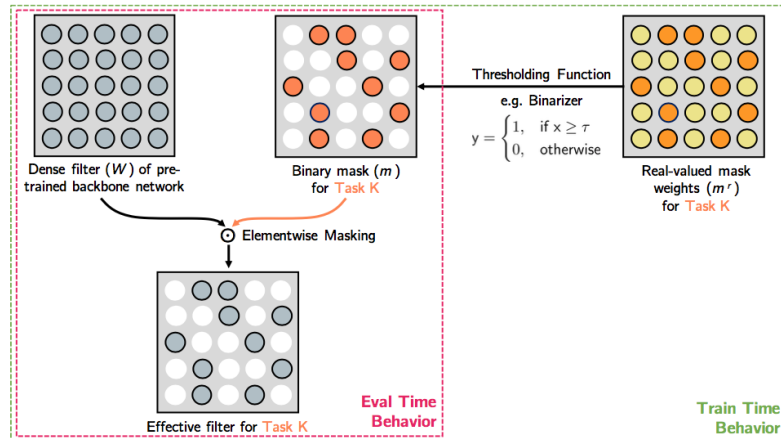 Dense filter (W) of pre-
trained backbone network
Binary mask (m)
for Task K
Thresholding Function
e.g. Binarizer
y = {1, if x ≥ τ
0, otherwise
Real-valued mask
weights (mʳ)
for Task K
⊙ Elementwise Masking
Effective filter for Task K
Eval Time
Behavior
Train Time
Behavior